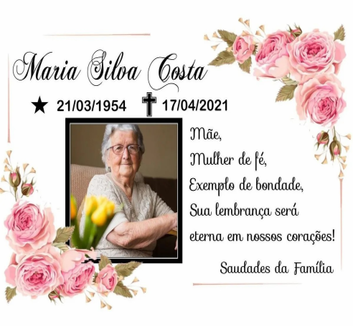 Maria Silva Costa
★ 21/03/1954 ✝ 17/04/2021
Mãe,
Mulher de fé,
Exemplo de bondade,
Sua lembrança será
eterna em nossos corações!
Saudades da Família